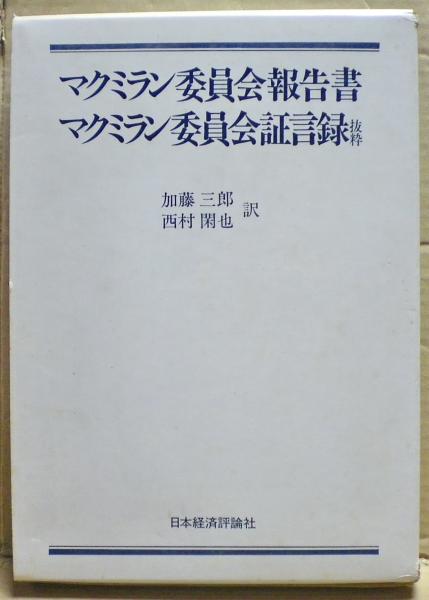 マクミラン委員会報告書
マクミラン委員会証言録抜粋
加藤三郎
西村閑也 訳
日本経済評論社